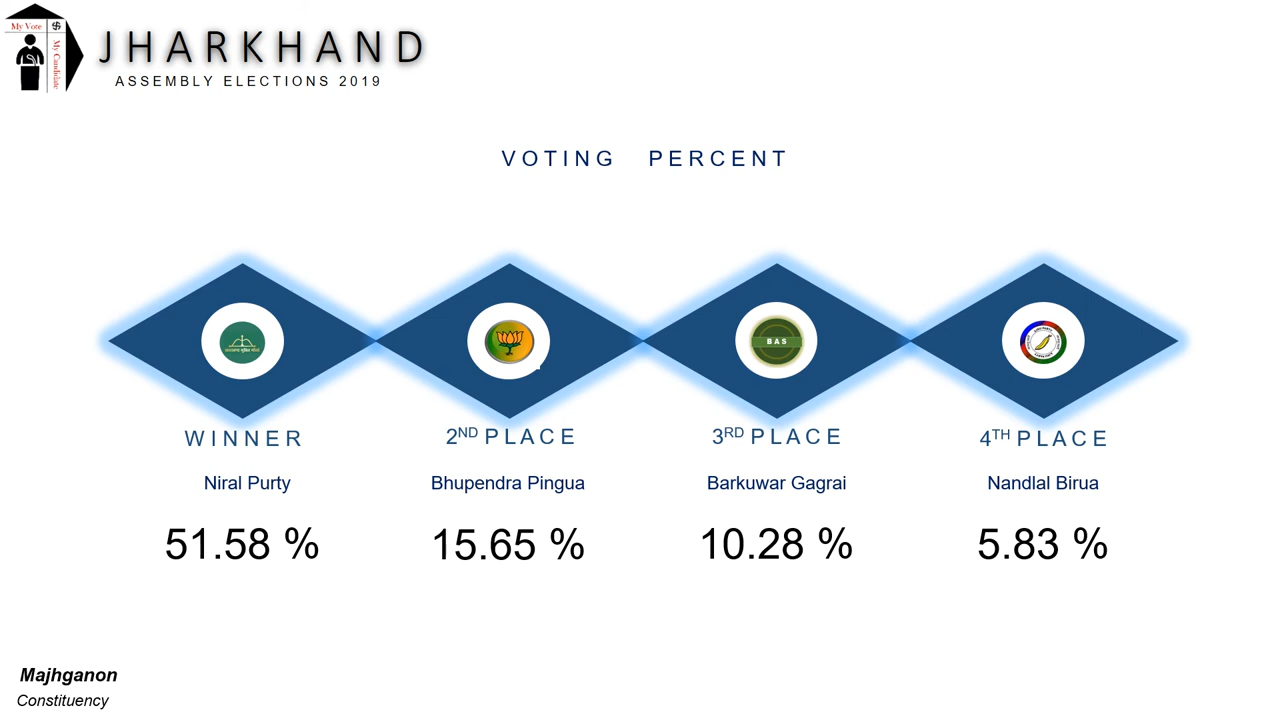 My Vote
My Candidate
JHARKHAND
ASSEMBLY ELECTIONS 2019
VOTING PERCENT
BAS
WINNER
2ND PLACE
3RD PLACE
4TH PLACE
Niral Purty
Bhupendra Pingua
Barkuwar Gagrai
Nandlal Birua
51.58 %
15.65 %
10.28 %
5.83 %
Majhganon
Constituency